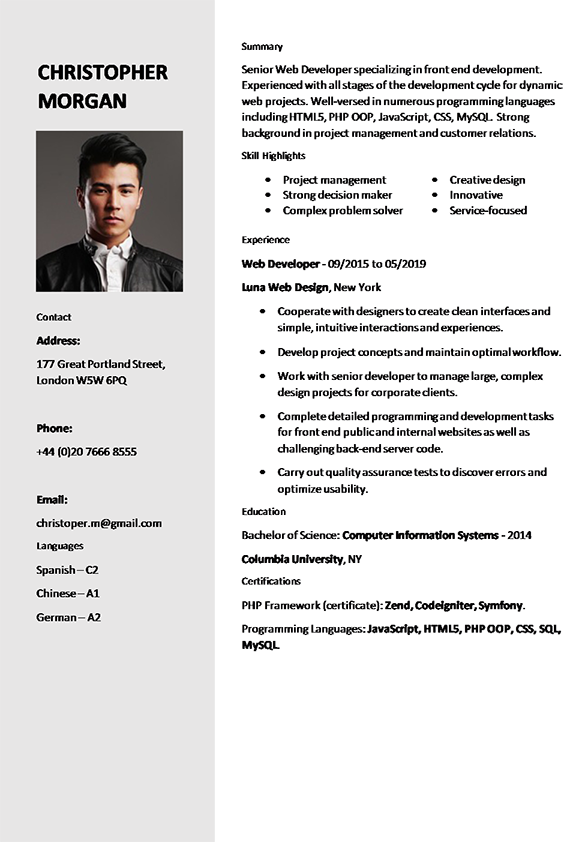 CHRISTOPHER
MORGAN
Contact
Address:
177 Great Portland Street,
London W5W 6PQ
Phone:
+44 (0)20 7666 8555
Email:
christoper.m@gmail.com
Languages
Spanish – C2
Chinese – A1
German – A2
Summary
Senior Web Developer specializing in front end development.
Experienced with all stages of the development cycle for dynamic
web projects. Well-versed in numerous programming languages
including HTML5, PHP OOP, JavaScript, CSS, MySQL. Strong
background in project management and customer relations.
Skill Highlights
• Project management
• Strong decision maker
• Complex problem solver
• Creative design
• Innovative
• Service-focused
Experience
Web Developer - 09/2015 to 05/2019
Luna Web Design, New York
• Cooperate with designers to create clean interfaces and
simple, intuitive interactions and experiences.
• Develop project concepts and maintain optimal workflow.
• Work with senior developer to manage large, complex
design projects for corporate clients.
• Complete detailed programming and development tasks
for front end public and internal websites as well as
challenging back-end server code.
• Carry out quality assurance tests to discover errors and
optimize usability.
Education
Bachelor of Science: Computer Information Systems - 2014
Columbia University, NY
Certifications
PHP Framework (certificate): Zend, Codeigniter, Symfony.
Programming Languages: JavaScript, HTML5, PHP OOP, CSS, SQL,
MySQL.